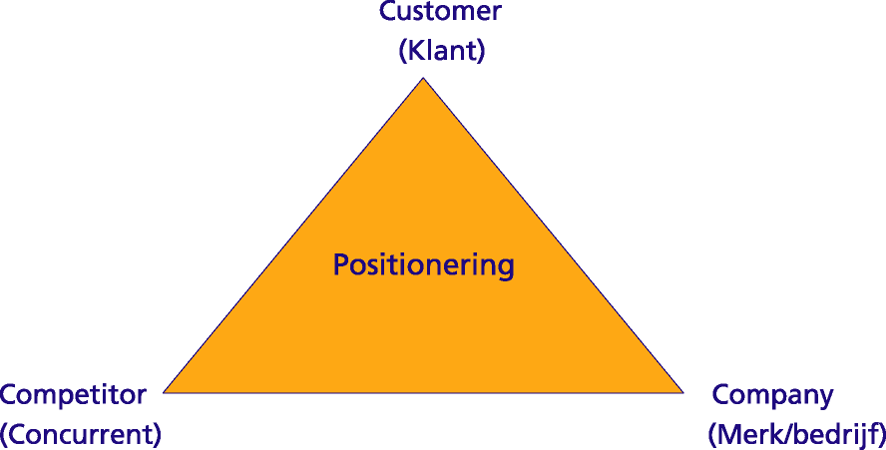 Customer
(Klant)
Positionering
Competitor
(Concurrent)
Company
(Merk/bedrijf)